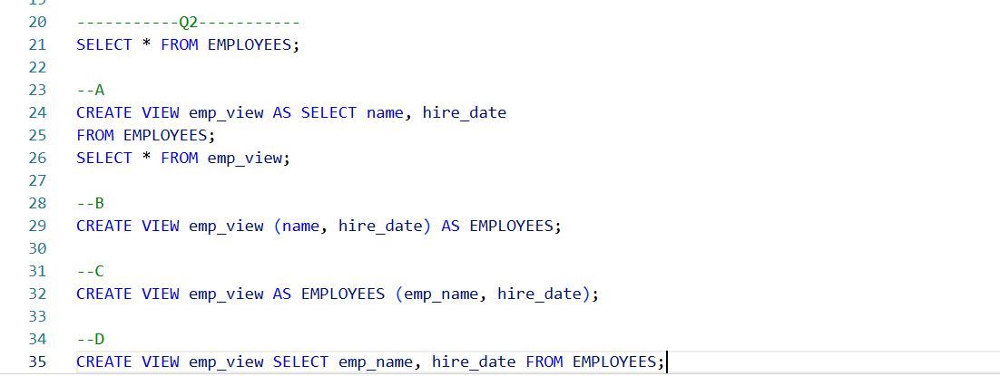 20 -----------Q2-----------
21 SELECT * FROM EMPLOYEES;
22
23 --A
24 CREATE VIEW emp_view AS SELECT name, hire_date
25 FROM EMPLOYEES;
26 SELECT * FROM emp_view;
27
28 --B
29 CREATE VIEW emp_view (name, hire_date) AS EMPLOYEES;
30
31 --C
32 CREATE VIEW emp_view AS EMPLOYEES (emp_name, hire_date);
33
34 --D
35 CREATE VIEW emp_view SELECT emp_name, hire_date FROM EMPLOYEES;